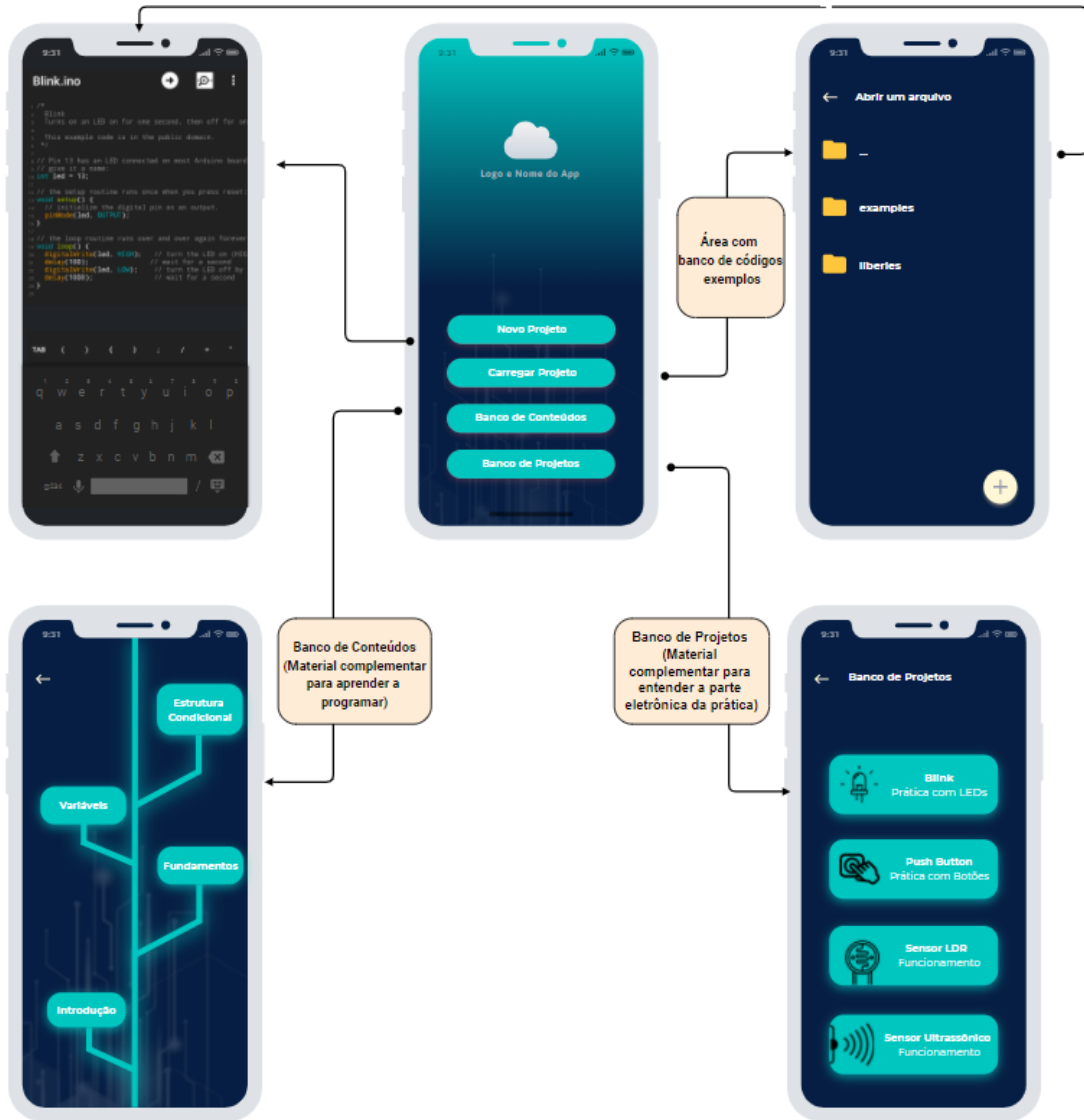 9:31
Blink.ino
/*
Blink
Turns on an LED on for one second, then off for
This example code is in the public domain.
*/
// Pin 13 has an LED connected on most Arduino
// give it a name:
int led = 13;
// the setup routine runs once when you press reset
void setup() {
// initialize the digital pin as an output.
pinMode(led, OUTPUT);
}
// the loop routine runs over and over again forever
void loop() {
digitalWrite(led, HIGH); // turn the LED on
delay(100); // wait for a second
digitalWrite(led, LOW); // turn the LED off by
delay(1000); // wait for a second
}
TAB
q w e r t y u i o p
a s d f g h j k l
z x c v b n m
/
9:31
Logo e Nome do App
Novo Projeto
Carregar Projeto
Banco de Conteúdos
Banco de Projetos
Área com
banco de códigos
exemplos
9:31
Abrir um arquivo
..
examples
liberies
+
9:31
Estrutura
Condicional
Variáveis
Fundamentos
Introdução
Banco de Conteúdos
(Material complementar
para aprender a
programar)
Banco de Projetos
(Material
complementar para
entender a parte
eletrônica da prática)
9:31
Banco de Projetos
Blink
Prática com LEDs
Push Button
Prática com Botões
Sensor LDR
Funcionamento
Sensor Ultrassônico
Funcionamento